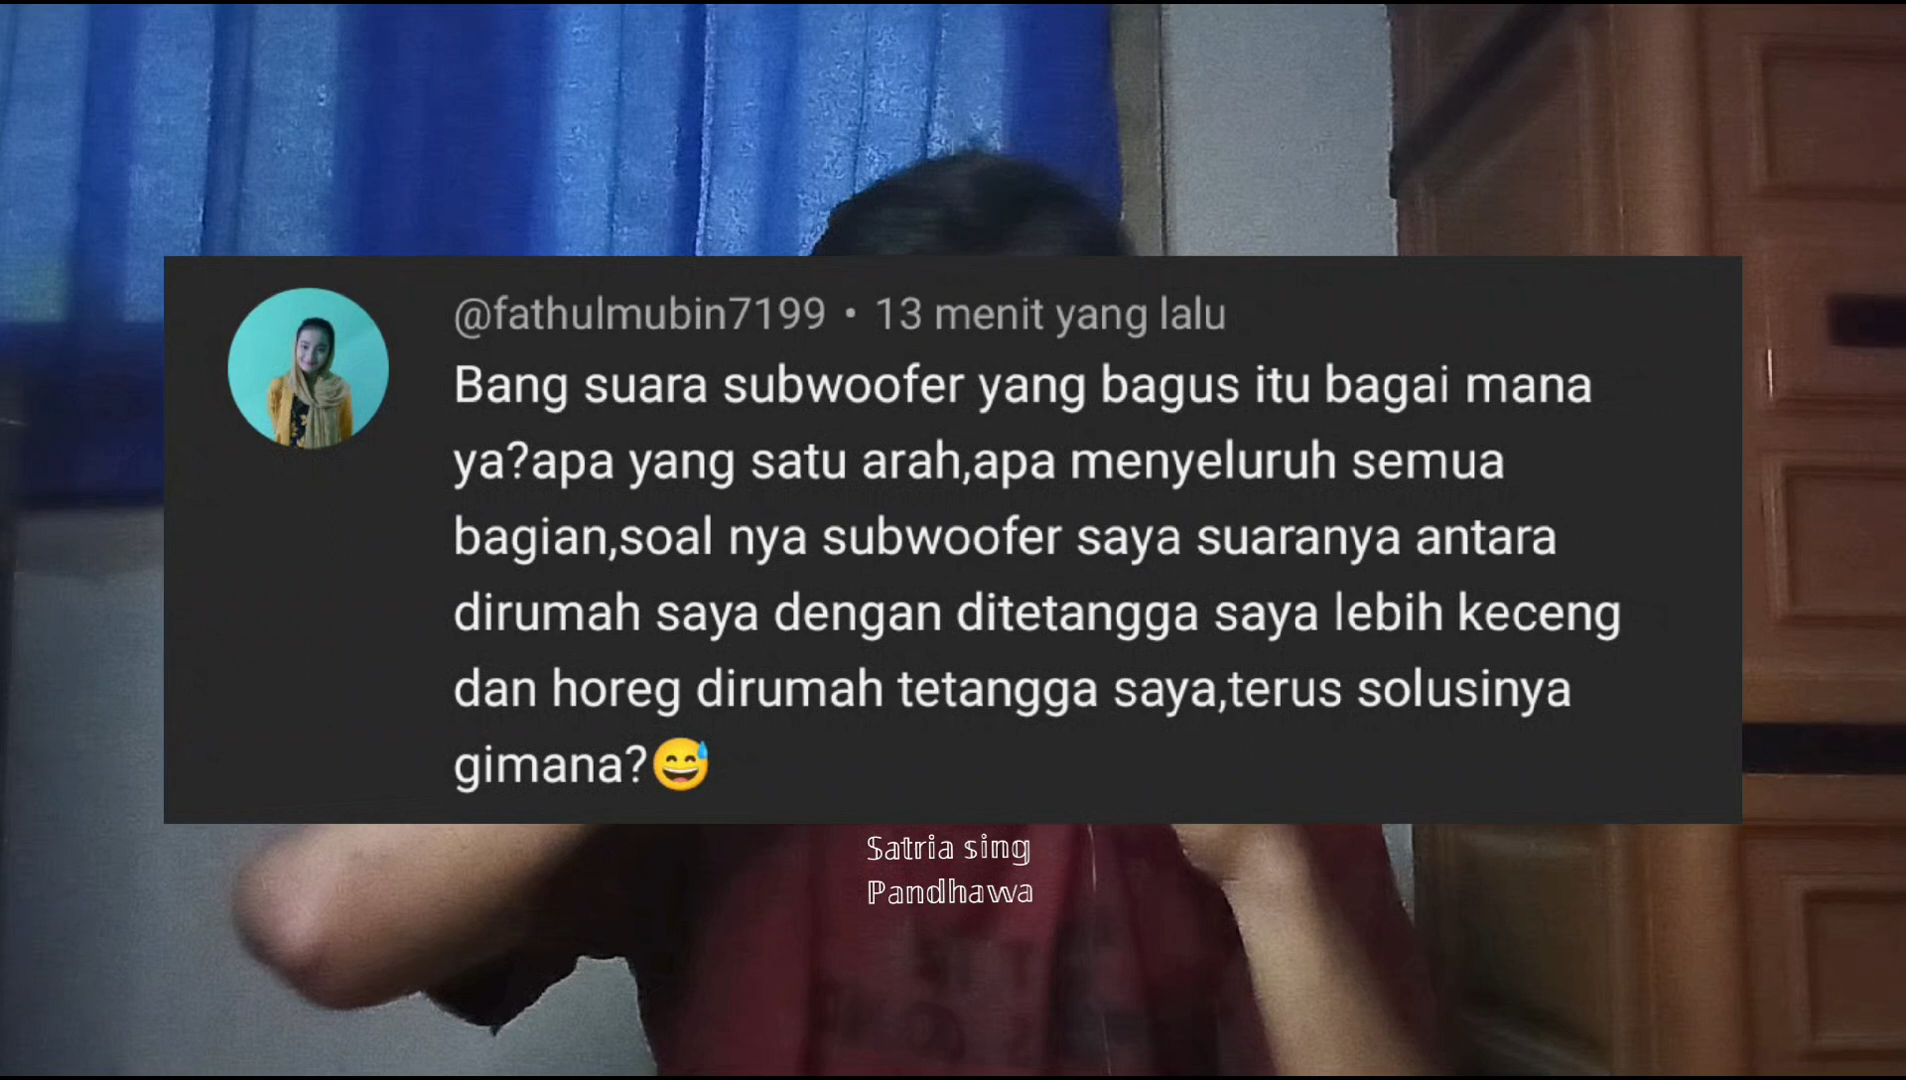 @fathulmubin7199 • 13 menit yang lalu
Bang suara subwoofer yang bagus itu bagai mana
ya?apa yang satu arah,apa menyeluruh semua
bagian,soal nya subwoofer saya suaranya antara
dirumah saya dengan ditetangga saya lebih keceng
dan horeg dirumah tetangga saya,terus solusinya
gimana?😅
Satria sing
Pandhawa